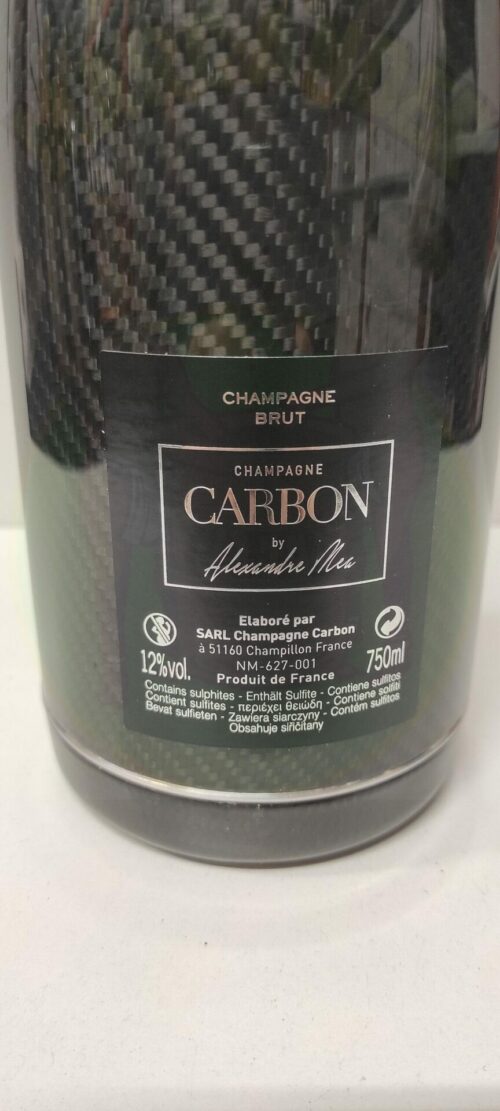 CHAMPAGNE
BRUT
CHAMPAGNE
CARBON
by
Alexandre Mea
Elaboré par
SARL Champagne Carbon
à 51160 Champillon France
NM-627-001
12%vol.
750ml
Produit de France
Contains sulphites - Enthält Sulfite - Contiene sulfitos
Contient sulfites - περιέχει θειώδη - Contiene solfiti
Bevat sulfieten - Zawiera siarczyny - Contém sulfitos
Obsahuje siřičitany